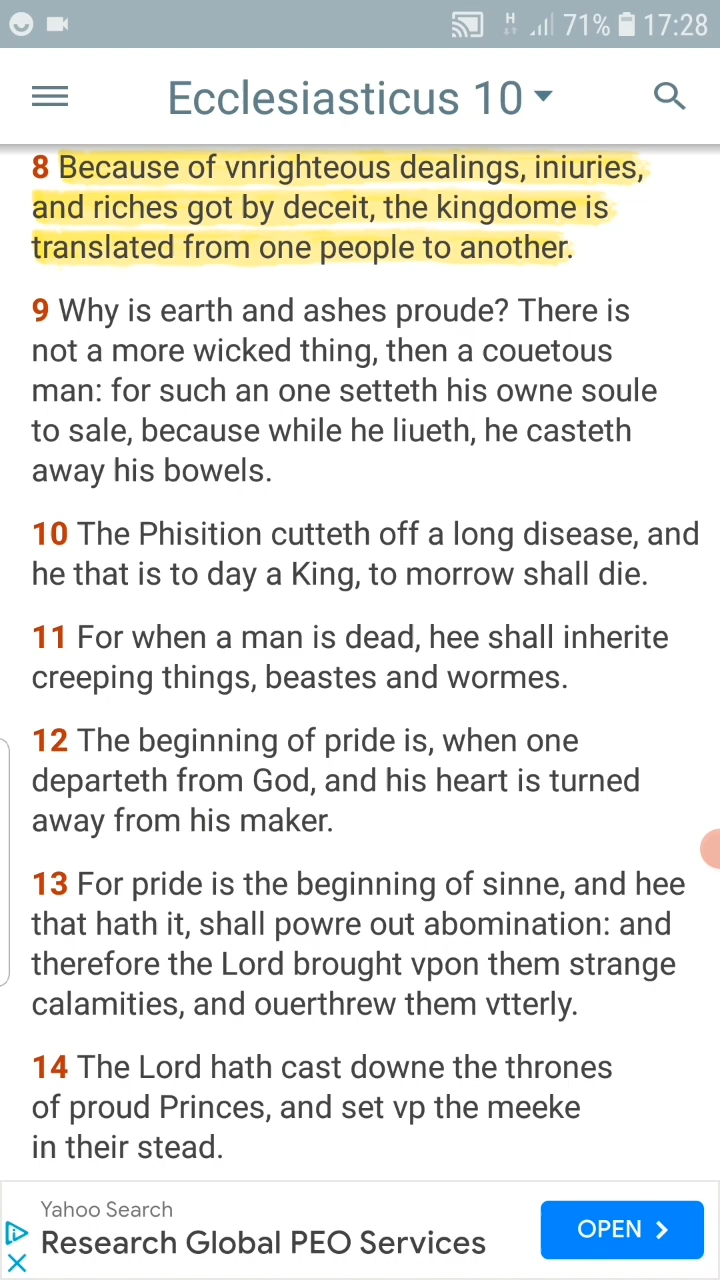 H 71% 17:28
Ecclesiasticus 10
8 Because of vnrighteous dealings, iniuries,
and riches got by deceit, the kingdome is
translated from one people to another.
9 Why is earth and ashes proude? There is
not a more wicked thing, then a couetous
man: for such an one setteth his owne soule
to sale, because while he liueth, he casteth
away his bowels.
10 The Phisition cutteth off a long disease, and
he that is to day a King, to morrow shall die.
11 For when a man is dead, hee shall inherite
creeping things, beastes and wormes.
12 The beginning of pride is, when one
departeth from God, and his heart is turned
away from his maker.
13 For pride is the beginning of sinne, and hee
that hath it, shall powre out abomination: and
therefore the Lord brought vpon them strange
calamities, and ouerthrew them vtterly.
14 The Lord hath cast downe the thrones
of proud Princes, and set vp the meeke
in their stead.
Yahoo Search
Research Global PEO Services
OPEN